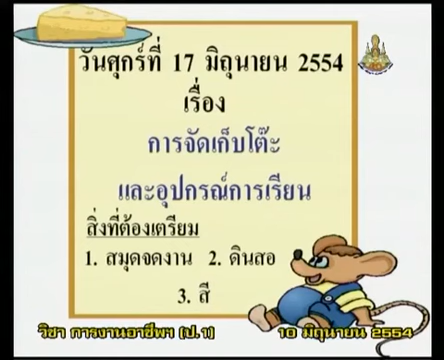 วันศุกร์ที่ 17 มิถุนายน 2554
เรื่อง
การจัดเก็บโต๊ะ
และอุปกรณ์การเรียน
สิ่งที่ต้องเตรียม
1. สมุดจดงาน 2. ดินสอ
3. สี
วิชา การงานอาชีพฯ (ป.1) 10 มิถุนายน 2554